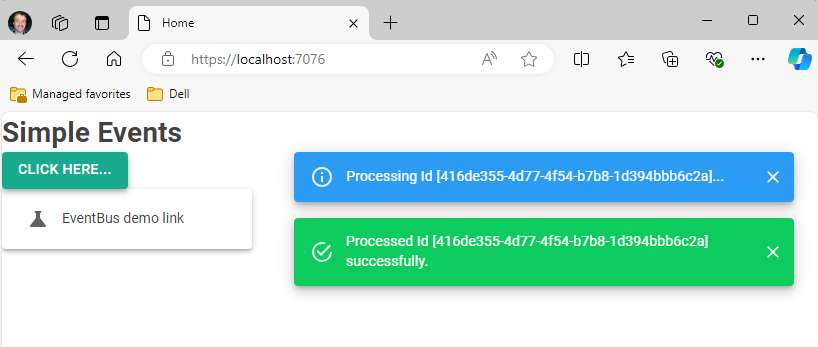 Home
https://localhost:7076
Managed favorites
Dell
Simple Events
CLICK HERE...
EventBus demo link
Processing Id [416de355-4d77-4f54-b7b8-1d394bbb6c2a]...
Processed Id [416de355-4d77-4f54-b7b8-1d394bbb6c2a]
successfully.